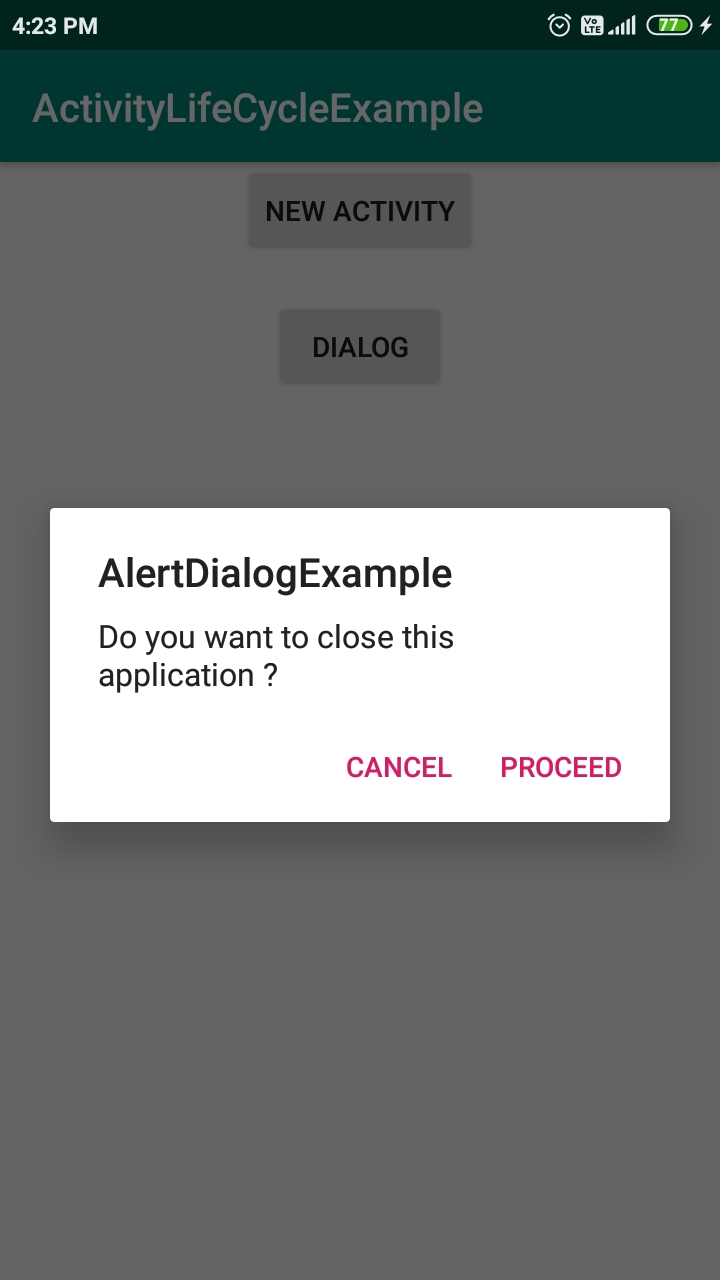 4:23 PM
Vo
LTE
77
ActivityLifeCycleExample
NEW ACTIVITY
DIALOG
AlertDialogExample
Do you want to close this
application ?
CANCEL PROCEED